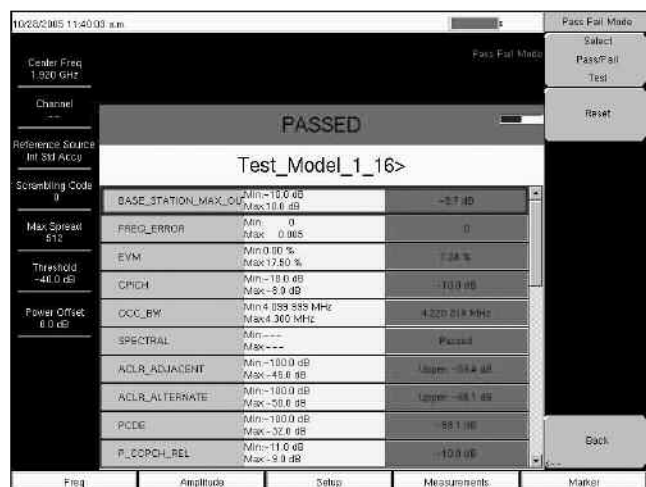 10/28/2005 11:40:03 a.m.
Pass Fail Mode
Pass Fail Mode
Select
Pass/Fail
Test
Reset
Back
Center Freq
1.920 GHz
Channel
--
Reference Source
Int Std Accy
Scrambling Code
0
Max Spread
512
Threshold
-40.0 dB
Power Offset
0.0 dB
PASSED
Test_Model_1_16>
BASE_STATION_MAX_OU
Min:-10.0 dB
Max 10.0 dB
FREQ_ERROR
Min 0
Max 0.005
0
EVM
Min:0.00 %
Max 17.50 %
7.24 %
CPICH
Min:-10.0 dB
-10.0 dB
OCC_BW
Min 4.099 999 MHz
Max 4.300 MHz
SPECTRAL
Min:---
Max---
Passed
ACLR_ADJACENT
Min:-100.0 dB
Max -45.0 dB
ACLR_ALTERNATE
Min:-100.0 dB
Max -50.0 dB
PCDE
Min:-100.0 dB
Max -32.0 dB
P_CCPCH_REL
Min:-11.0 dB
Max -9.0 dB
-10.0 dB
Freq
Amplitude
Setup
Measurements
Marker